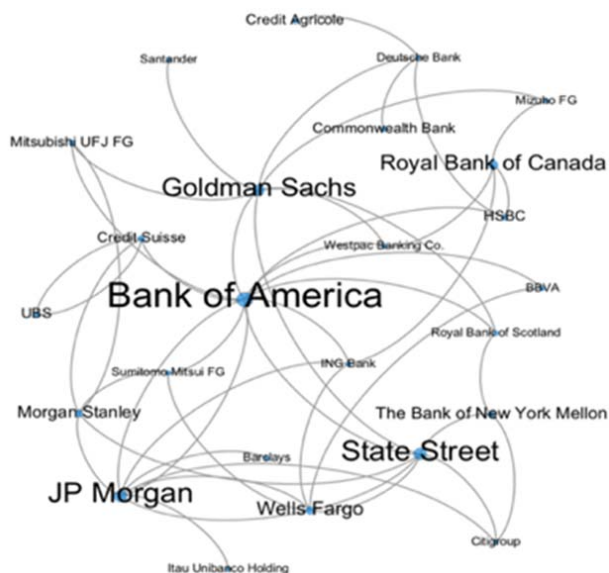 Credit Agricole
Santander
Deutsche Bank
Mizuho FG
Commonwealth Bank
Mitsubishi UFJ FG
Royal Bank of Canada
Goldman Sachs
HSBC
Credit Suisse
Westpac Banking Co.
BBVA
Bank of America
UBS
Royal Bank of Scotland
ING Bank
Sumitomo Mitsui FG
Morgan Stanley
The Bank of New York Mellon
State Street
Barclays
JP Morgan
Wells Fargo
Citigroup
Itau Unibanco Holding